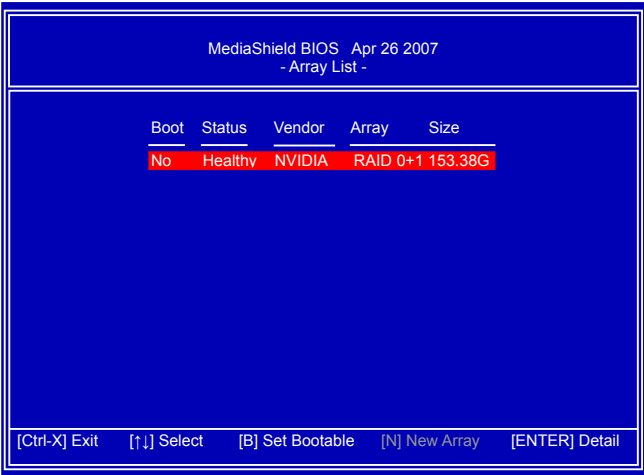 MediaShield BIOS Apr 26 2007
- Array List -
Boot Status Vendor Array Size
No Healthy NVIDIA RAID 0+1 153.38G
[Ctrl-X] Exit [↑↓] Select [B] Set Bootable [N] New Array [ENTER] Detail